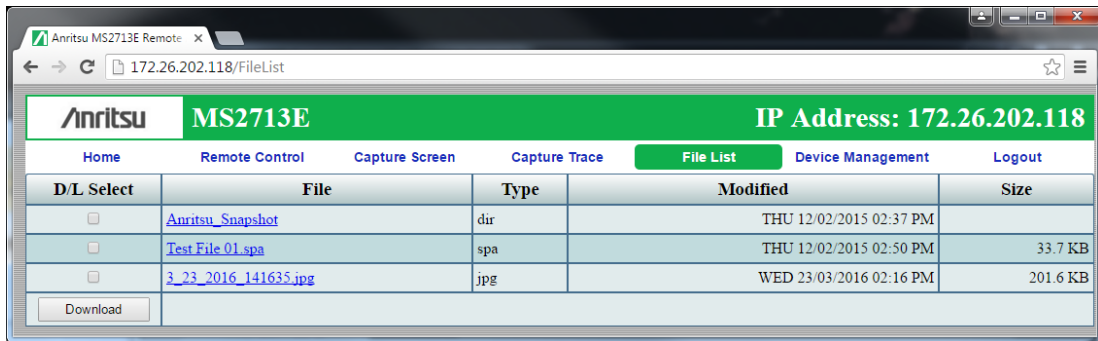 Anritsu MS2713E Remote
172.26.202.118/FileList
Anritsu MS2713E IP Address: 172.26.202.118
Home Remote Control Capture Screen Capture Trace File List Device Management Logout
D/L Select File Type Modified Size
Anritsu_Snapshot dir THU 12/02/2015 02:37 PM
Test File 01.spa spa THU 12/02/2015 02:50 PM 33.7 KB
3_23_2016_141635.jpg jpg WED 23/03/2016 02:16 PM 201.6 KB
Download